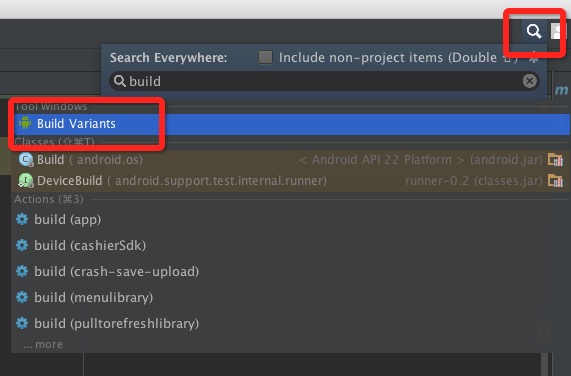 Search Everywhere: Include non-project items (Double ⇧)
build
Tool Windows
Build Variants
Classes (⇧⌘T)
Build ( android.os) < Android API 22 Platform > (android.jar)
DeviceBuild ( android.support.test.internal.runner) runner-0.2 (classes.jar)
Actions (⌘3)
build (app)
build (cashierSdk)
build (crash-save-upload)
build (menulibrary)
build (pulltorefreshlibrary)
... more
m